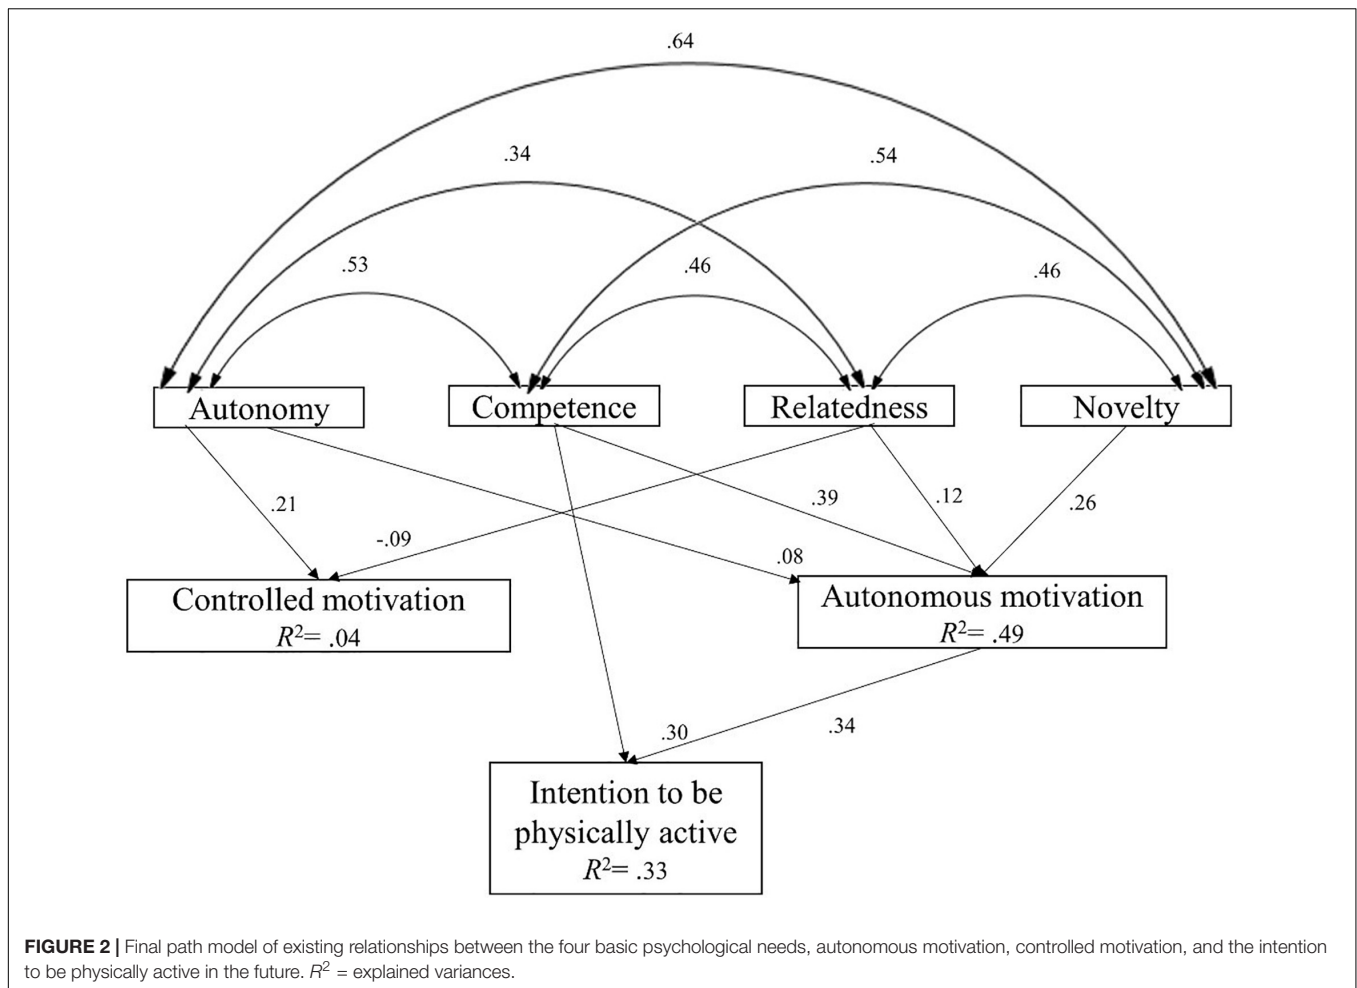 .64
.34
.54
.53
.46
.46
Autonomy
Competence
Relatedness
Novelty
.21
-.09
.39
.12
.26
.08
Controlled motivation
R²= .04
Autonomous motivation
R²= .49
.30
.34
Intention to be
physically active
R²= .33
FIGURE 2 | Final path model of existing relationships between the four basic psychological needs, autonomous motivation, controlled motivation, and the intention
to be physically active in the future. R² = explained variances.